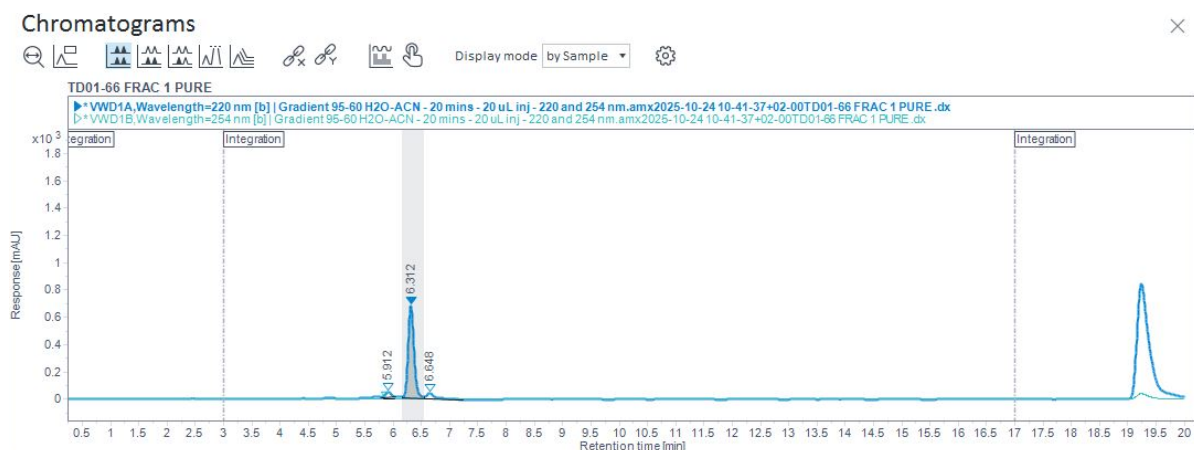 Chromatograms
Display mode by Sample
TD01-66 FRAC 1 PURE
* VWD1A,Wavelength=220 nm [b] | Gradient 95-60 H2O-ACN - 20 mins - 20 uL inj - 220 and 254 nm.amx2025-10-24 10-41-37+02-00TD01-66 FRAC 1 PURE .dx
* VWD1B,Wavelength=254 nm [b] | Gradient 95-60 H2O-ACN - 20 mins - 20 uL inj - 220 and 254 nm.amx2025-10-24 10-41-37+02-00TD01-66 FRAC 1 PURE .dx
x10 3
egration
Integration
Integration
1.8
1.6
1.4
1.2
1
0.8
0.6
0.4
0.2
0
Response[mAU]
5.912
6.312
6.648
0.5 1 1.5 2 2.5 3 3.5 4 4.5 5 5.5 6 6.5 7 7.5 8 8.5 9 9.5 10 10.5 11 11.5 12 12.5 13 13.5 14 14.5 15 15.5 16 16.5 17 17.5 18 18.5 19 19.5 20
Retention time [min]